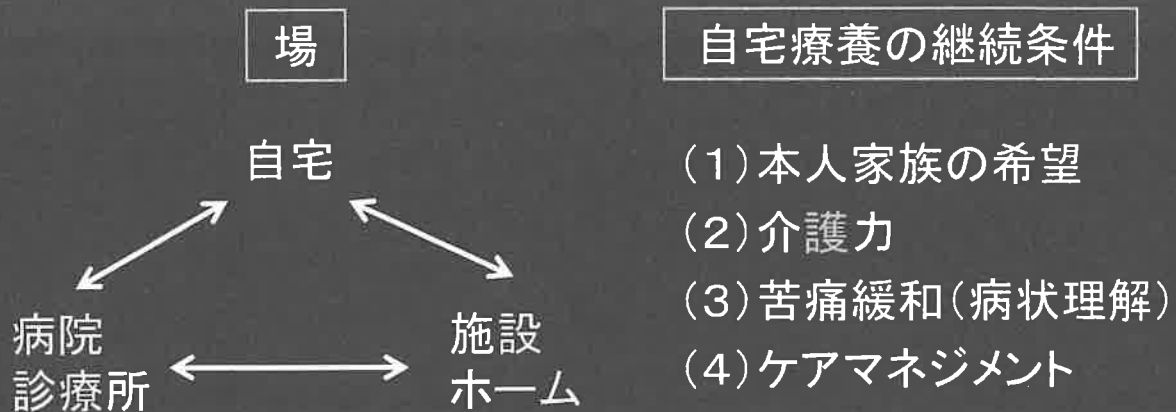 場
自宅
病院
診療所
施設
ホーム
自宅療養の継続条件
(1)本人家族の希望
(2)介護力
(3)苦痛緩和(病状理解)
(4)ケアマネジメント